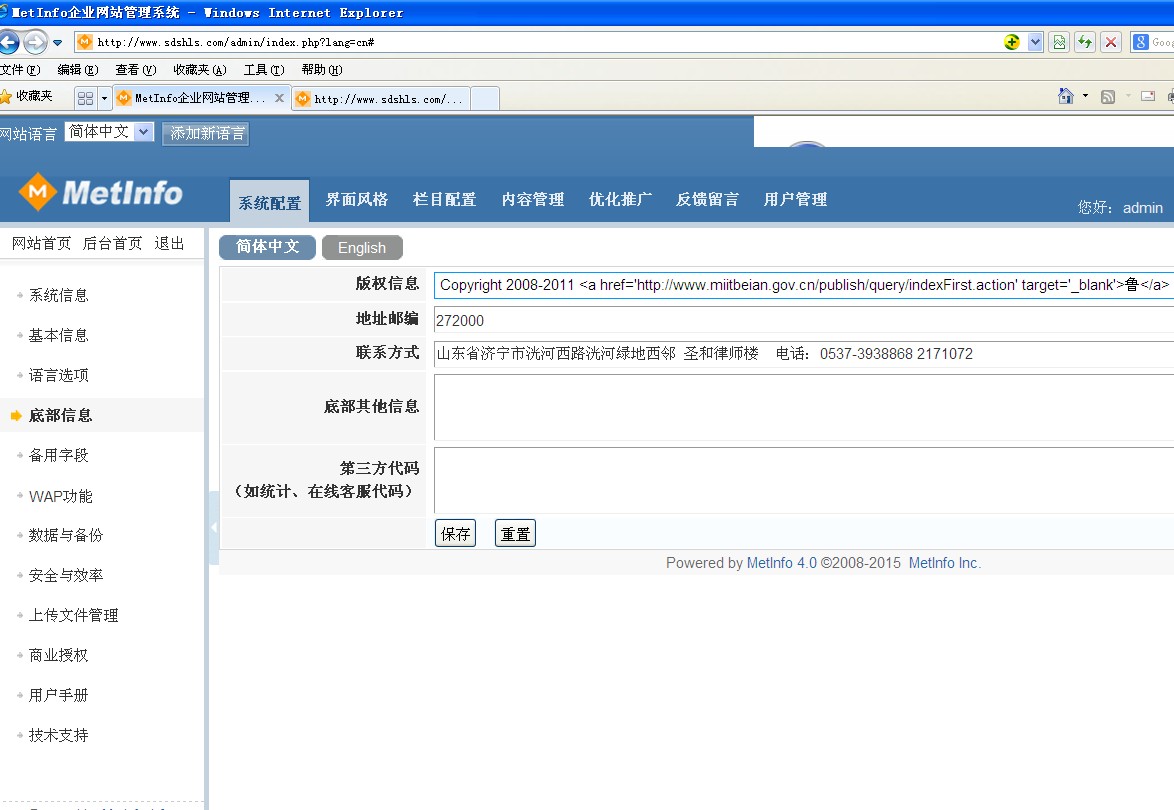 MetInfo企业网站管理系统 - Windows Internet Explorer
http://www.sdshls.com/admin/index.php?lang=cn#
文件(F) 编辑(E) 查看(V) 收藏夹(A) 工具(T) 帮助(H)
收藏夹 MetInfo企业网站管理... http://www.sdshls.com/...
网站语言 简体中文 添加新语言
MetInfo 系统配置 界面风格 栏目配置 内容管理 优化推广 反馈留言 用户管理
您好: admin
网站首页 后台首页 退出
简体中文 English
系统信息
基本信息
语言选项
底部信息
备用字段
WAP功能
数据与备份
安全与效率
上传文件管理
商业授权
用户手册
技术支持
版权信息 Copyright 2008-2011 <a href='http://www.miitbeian.gov.cn/publish/query/indexFirst.action' target='_blank'>鲁</a>
地址邮编 272000
联系方式 山东省济宁市洸河西路洸河绿地西邻 圣和律师楼 电话: 0537-3938868 2171072
底部其他信息
第三方代码
(如统计、在线客服代码)
保存 重置
Powered by MetInfo 4.0 ©2008-2015 MetInfo Inc.